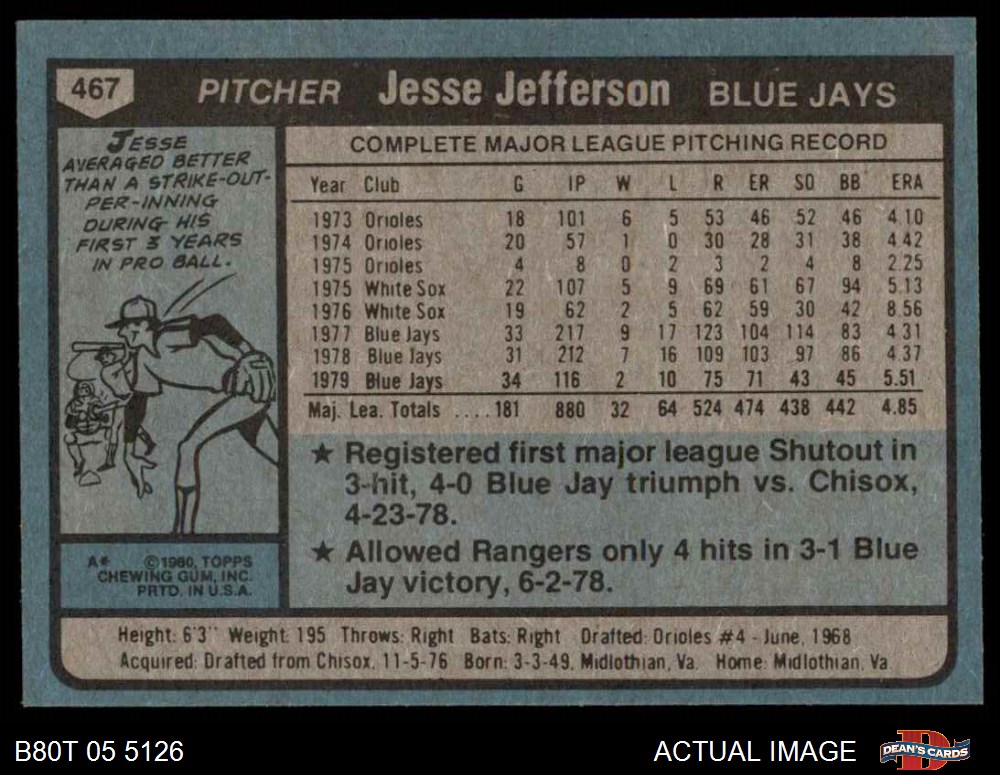 467 PITCHER Jesse Jefferson BLUE JAYS
JESSE
AVERAGED BETTER
THAN A STRIKE-OUT-
PER-INNING
DURING HIS
FIRST 3 YEARS
IN PRO BALL.
COMPLETE MAJOR LEAGUE PITCHING RECORD
Year Club G IP W L R ER SO BB ERA
1973 Orioles 18 101 6 5 53 46 52 46 4.10
1974 Orioles 20 57 1 0 30 28 31 38 4.42
1975 Orioles 4 8 0 2 3 2 4 8 2.25
1975 White Sox 22 107 5 9 69 61 67 94 5.13
1976 White Sox 19 62 2 5 62 59 30 42 8.56
1977 Blue Jays 33 217 9 17 123 104 114 83 4.31
1978 Blue Jays 31 212 7 16 109 103 97 86 4.37
1979 Blue Jays 34 116 2 10 75 71 43 45 5.51
Maj. Lea. Totals ....181 880 32 64 524 474 438 442 4.85
★ Registered first major league Shutout in
3-hit, 4-0 Blue Jay triumph vs. Chisox,
4-23-78.
★ Allowed Rangers only 4 hits in 3-1 Blue
Jay victory, 6-2-78.
A* ©1980, TOPPS
CHEWING GUM, INC.
PRTD. IN U.S.A.
Height: 6'3" Weight: 195 Throws: Right Bats: Right Drafted: Orioles #4 - June, 1968
Acquired: Drafted from Chisox, 11-5-76 Born: 3-3-49, Midlothian, Va. Home: Midlothian, Va.
B80T 05 5126
ACTUAL IMAGE
DEAN'S CARDS